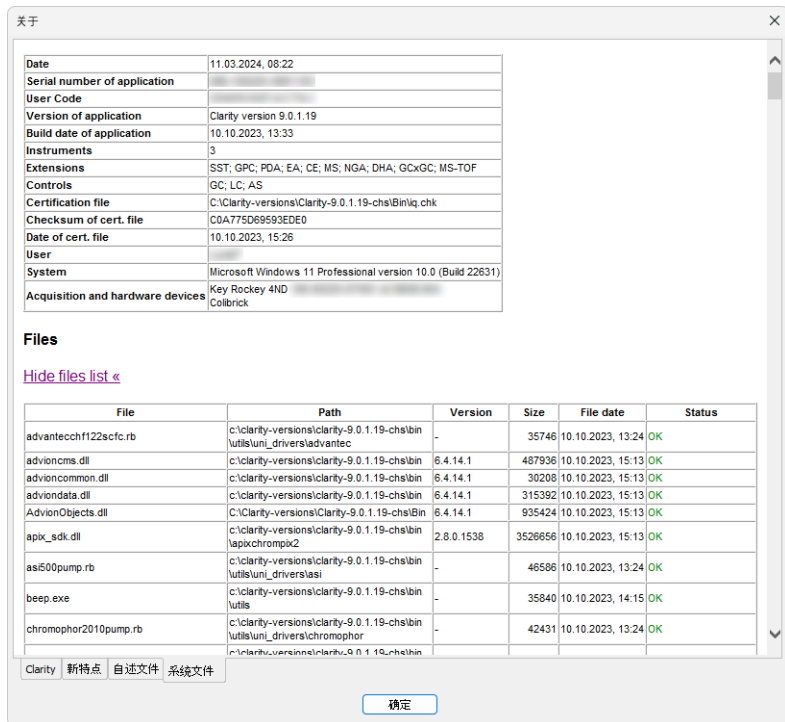 关于
Date 11.03.2024, 08:22
Serial number of application
User Code
Version of application Clarity version 9.0.1.19
Build date of application 10.10.2023, 13:33
Instruments 3
Extensions SST; GPC; PDA; EA; CE; MS; NGA; DHA; GCxGC; MS-TOF
Controls GC; LC; AS
Certification file C:\Clarity-versions\Clarity-9.0.1.19-chs\Bin\iq.chk
Checksum of cert. file C0A775D69593EDE0
Date of cert. file 10.10.2023, 15:26
User
System Microsoft Windows 11 Professional version 10.0 (Build 22631)
Acquisition and hardware devices Key Rockey 4ND
Colibrick
Files
Hide files list «
File Path Version Size File date Status
advantecchf122scfc.rb c:\clarity-versions\clarity-9.0.1.19-chs\bin
\utils\uni_drivers\advantec - 35746 10.10.2023, 13:24 OK
advioncms.dll c:\clarity-versions\clarity-9.0.1.19-chs\bin 6.4.14.1 487936 10.10.2023, 15:13 OK
advioncommon.dll c:\clarity-versions\clarity-9.0.1.19-chs\bin 6.4.14.1 30208 10.10.2023, 15:13 OK
adviondata.dll c:\clarity-versions\clarity-9.0.1.19-chs\bin 6.4.14.1 315392 10.10.2023, 15:13 OK
AdvionObjects.dll C:\Clarity-versions\Clarity-9.0.1.19-chs\Bin 6.4.14.1 935424 10.10.2023, 15:13 OK
apix_sdk.dll c:\clarity-versions\clarity-9.0.1.19-chs\bin
\apixchrompix2 2.8.0.1538 3526656 10.10.2023, 15:13 OK
asi500pump.rb c:\clarity-versions\clarity-9.0.1.19-chs\bin
\utils\uni_drivers\asi - 46586 10.10.2023, 13:24 OK
beep.exe c:\clarity-versions\clarity-9.0.1.19-chs\bin
\utils - 35840 10.10.2023, 14:15 OK
chromophor2010pump.rb c:\clarity-versions\clarity-9.0.1.19-chs\bin
\utils\uni_drivers\chromophor - 42431 10.10.2023, 13:24 OK
c:\clarity-versions\clarity-9.0.1.19-chs\bin
Clarity 新特点 自述文件 系统文件
确定